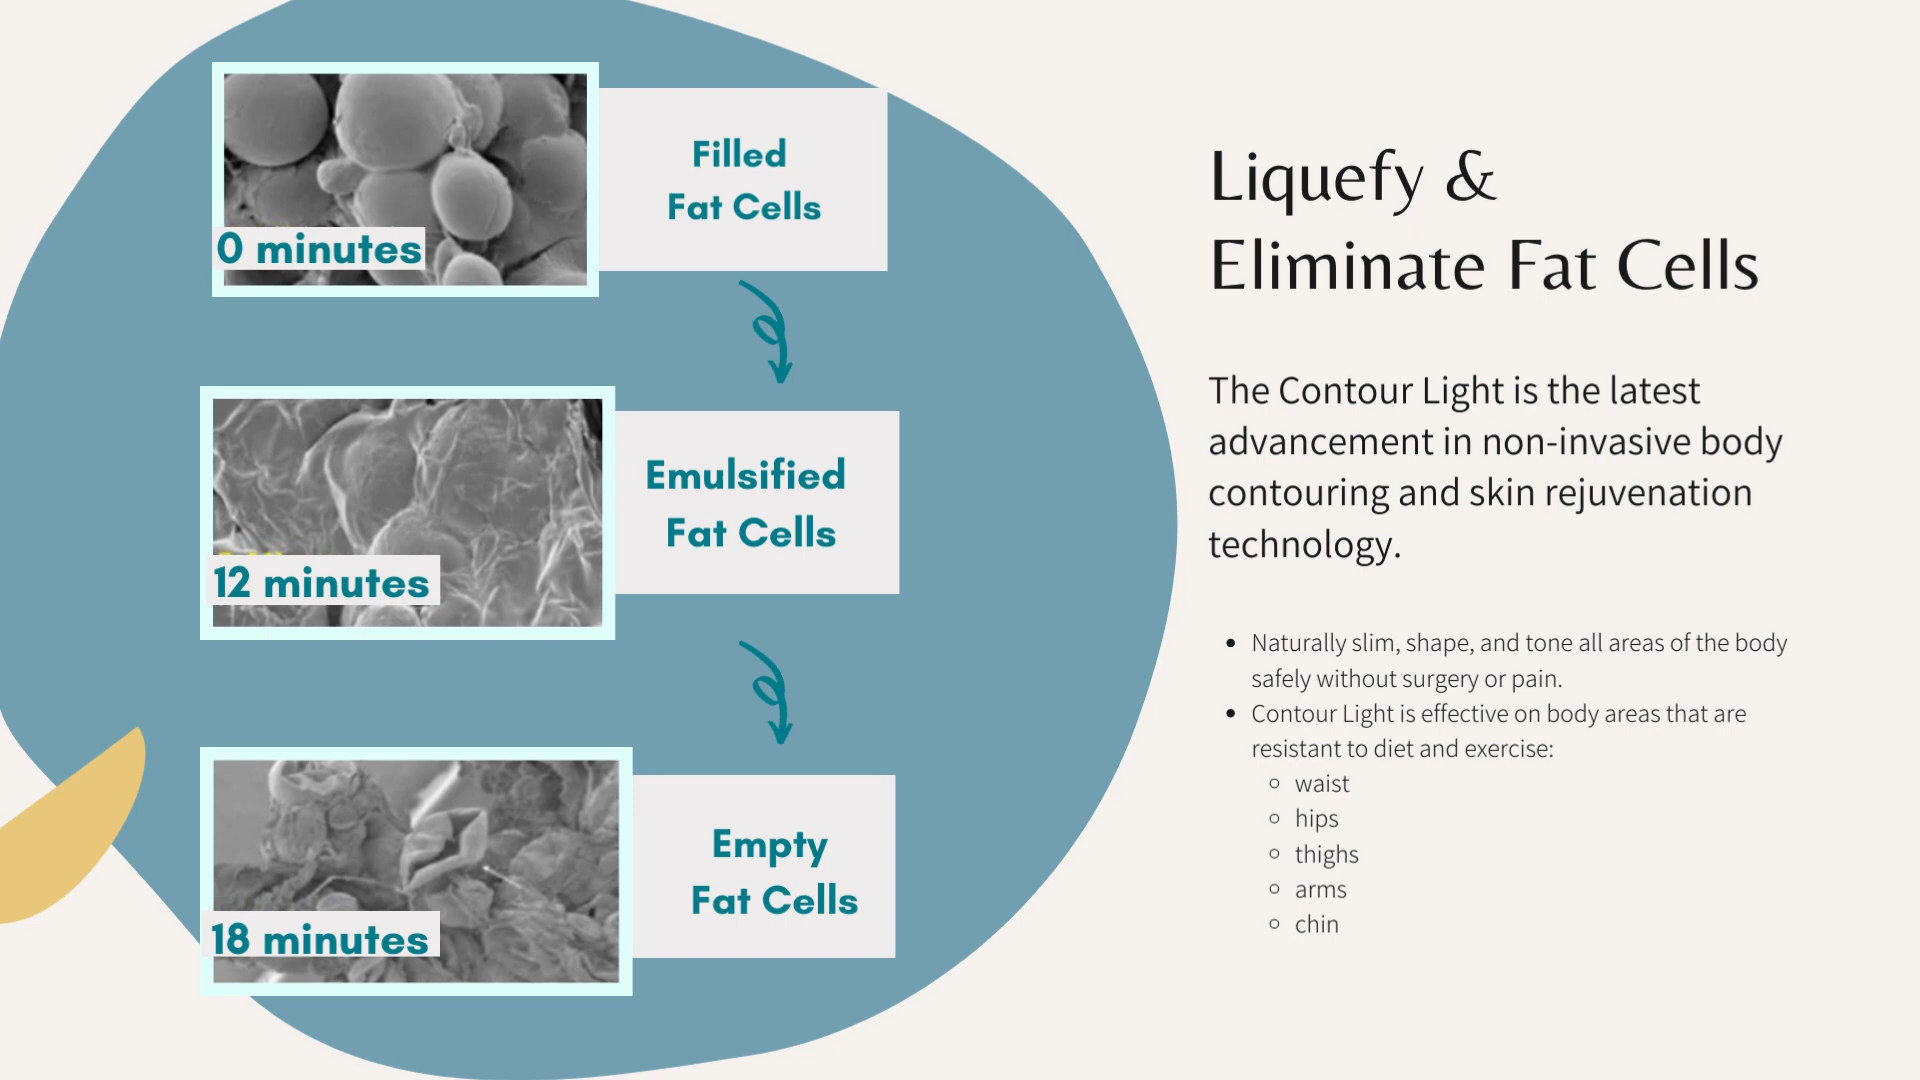 Filled
Fat Cells
0 minutes
Emulsified
Fat Cells
12 minutes
Empty
Fat Cells
18 minutes
Liquefy &
Eliminate Fat Cells
The Contour Light is the latest
advancement in non-invasive body
contouring and skin rejuvenation
technology.
Naturally slim, shape, and tone all areas of the body
safely without surgery or pain.
Contour Light is effective on body areas that are
resistant to diet and exercise:
waist
hips
thighs
arms
chin